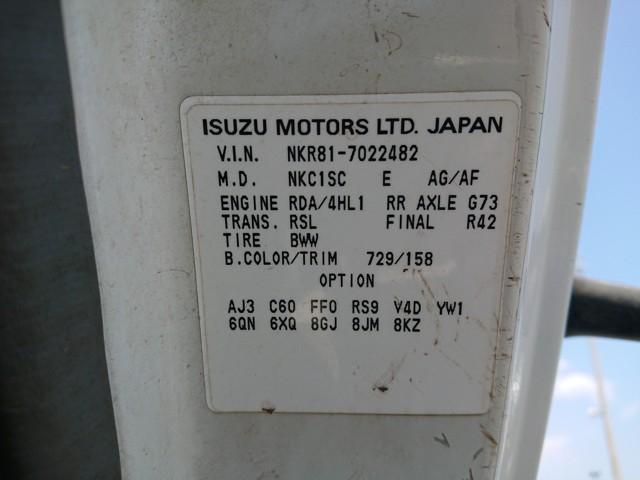 ISUZU MOTORS LTD. JAPAN
V.I.N. NKR81-7022482
M.D. NKC1SC E AG/AF
ENGINE RDA/4HL1 RR AXLE G73
TRANS. RSL FINAL R42
TIRE BWW
B.COLOR/TRIM 729/158
OPTION
AJ3 C60 FF0 RS9 V4D YW1
6QN 6XQ 8GJ 8JM 8KZ